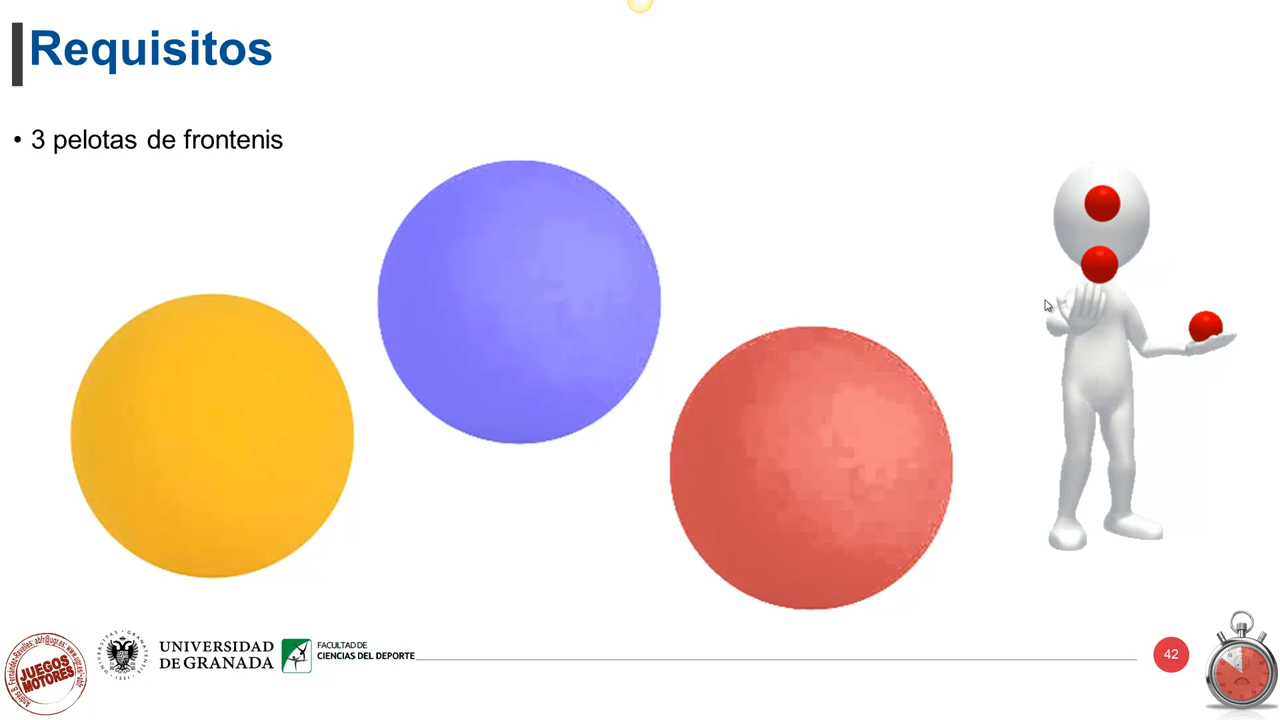 Requisitos
• 3 pelotas de frontenis
JUEGOS
MOTORES
UNIVERSIDAD
DE GRANADA
FACULTAD DE
CIENCIAS DEL DEPORTE
42